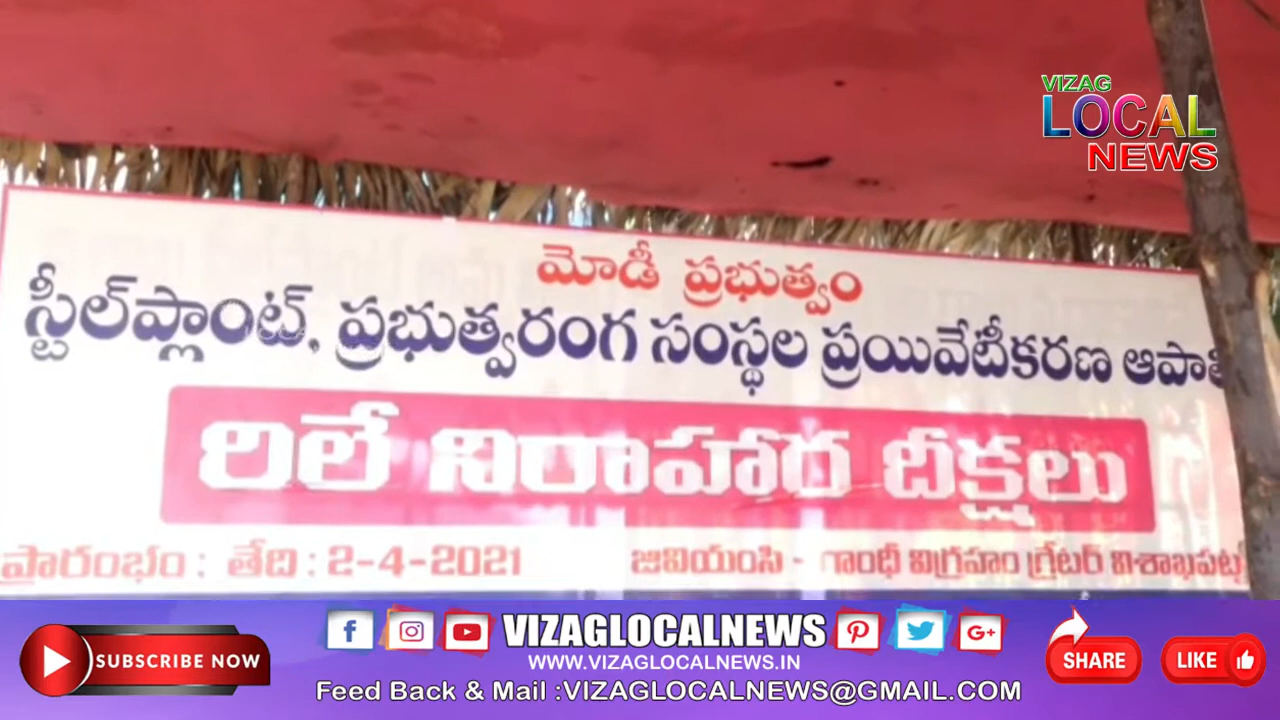 VIZAG
LOCAL
NEWS
మోడీ ప్రభుత్వం
స్టీల్‌ప్లాంట్, ప్రభుత్వరంగ సంస్థల ప్రయివేటీకరణ
రిలే నిరాహార దీక్షలు
ప్రారంభం : తేది : 2-4-2021
జివియంసి - గాంధీ విగ్రహం గ్రేటర్
SUBSCRIBE NOW
VIZAGLOCALNEWS
WWW.VIZAGLOCALNEWS.IN
Feed Back & Mail :VIZAGLOCALNEWS@GMAIL.COM
SHARE
LIKE